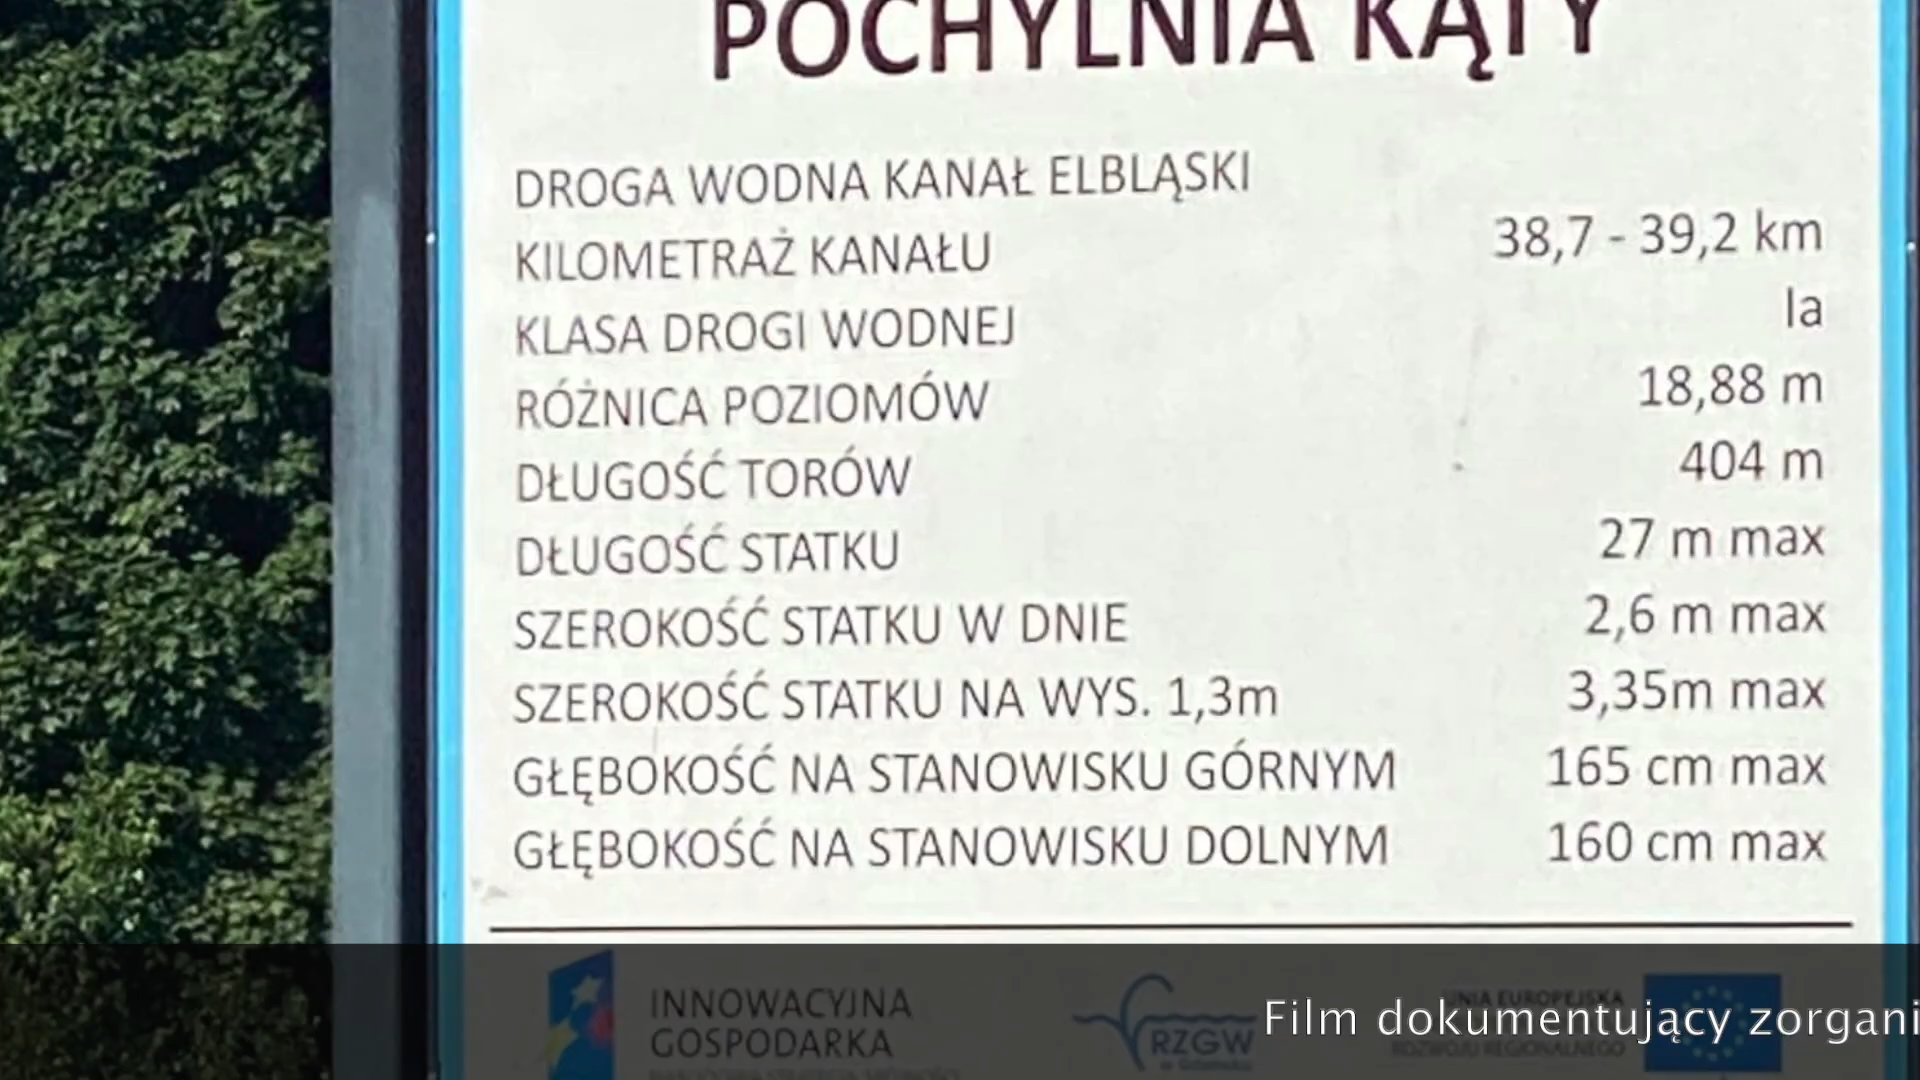 POCHYLNIA KĄTY
DROGA WODNA KANAŁ ELBLĄSKI
KILOMETRAŻ KANAŁU 38,7 - 39,2 km
KLASA DROGI WODNEJ Ia
RÓŻNICA POZIOMÓW 18,88 m
DŁUGOŚĆ TORÓW 404 m
DŁUGOŚĆ STATKU 27 m max
SZEROKOŚĆ STATKU W DNIE 2,6 m max
SZEROKOŚĆ STATKU NA WYS. 1,3m 3,35m max
GŁĘBOKOŚĆ NA STANOWISKU GÓRNYM 165 cm max
GŁĘBOKOŚĆ NA STANOWISKU DOLNYM 160 cm max
INNOWACYJNA
GOSPODARKA
RZGW
UNIA EUROPEJSKA
ROZWOJU REGIONALNEGO
Film dokumentujący zorgani